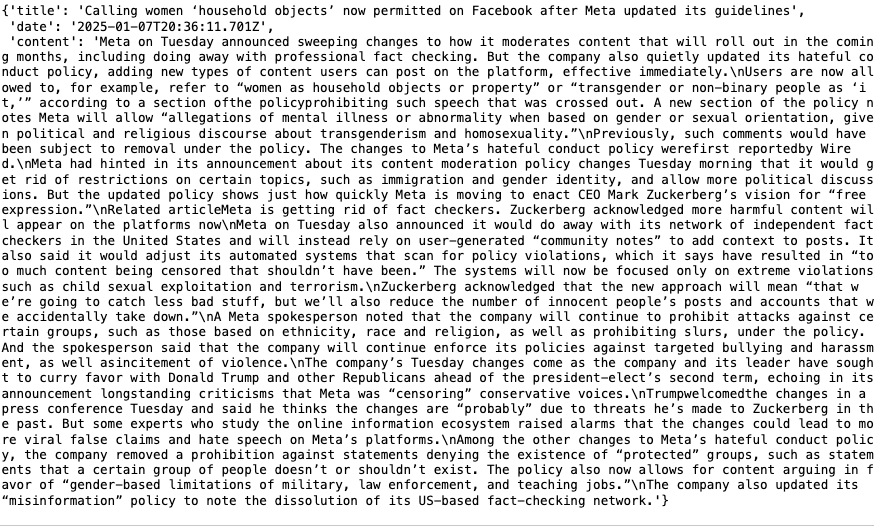 {'title': 'Calling women ‘household objects’ now permitted on Facebook after Meta updated its guidelines',
'date': '2025-01-07T20:36:11.701Z',
'content': 'Meta on Tuesday announced sweeping changes to how it moderates content that will roll out in the comin
g months, including doing away with professional fact checking. But the company also quietly updated its hateful co
nduct policy, adding new types of content users can post on the platform, effective immediately.\nUsers are now all
owed to, for example, refer to “women as household objects or property” or “transgender or non-binary people as ‘i
t,’” according to a section ofthe policyprohibiting such speech that was crossed out. A new section of the policy n
otes Meta will allow “allegations of mental illness or abnormality when based on gender or sexual orientation, give
n political and religious discourse about transgenderism and homosexuality.”\nPreviously, such comments would have
been subject to removal under the policy. The changes to Meta’s hateful conduct policy werefirst reportedby Wire
d.\nMeta had hinted in its announcement about its content moderation policy changes Tuesday morning that it would g
et rid of restrictions on certain topics, such as immigration and gender identity, and allow more political discuss
ions. But the updated policy shows just how quickly Meta is moving to enact CEO Mark Zuckerberg’s vision for “free
expression.”\nRelated articleMeta is getting rid of fact checkers. Zuckerberg acknowledged more harmful content wil
l appear on the platforms now\nMeta on Tuesday also announced it would do away with its network of independent fact
checkers in the United States and will instead rely on user-generated “community notes” to add context to posts. It
also said it would adjust its automated systems that scan for policy violations, which it says have resulted in “to
o much content being censored that shouldn’t have been.” The systems will now be focused only on extreme violations
such as child sexual exploitation and terrorism.\nZuckerberg acknowledged that the new approach will mean “that w
e’re going to catch less bad stuff, but we’ll also reduce the number of innocent people’s posts and accounts that w
e accidentally take down.”\nA Meta spokesperson noted that the company will continue to prohibit attacks against ce
rtain groups, such as those based on ethnicity, race and religion, as well as prohibiting slurs, under the policy.
And the spokesperson said that the company will continue enforce its policies against targeted bullying and harassm
ent, as well asincitement of violence.\nThe company’s Tuesday changes come as the company and its leader have sough
t to curry favor with Donald Trump and other Republicans ahead of the president-elect’s second term, echoing in its
announcement longstanding criticisms that Meta was “censoring” conservative voices.\nTrumpwelcomedthe changes in a
press conference Tuesday and said he thinks the changes are “probably” due to threats he’s made to Zuckerberg in th
e past. But some experts who study the online information ecosystem raised alarms that the changes could lead to mo
re viral false claims and hate speech on Meta’s platforms.\nAmong the other changes to Meta’s hateful conduct polic
y, the company removed a prohibition against statements denying the existence of “protected” groups, such as statem
ents that a certain group of people doesn’t or shouldn’t exist. The policy also now allows for content arguing in f
avor of “gender-based limitations of military, law enforcement, and teaching jobs.”\nThe company also updated its
“misinformation” policy to note the dissolution of its US-based fact-checking network.'}